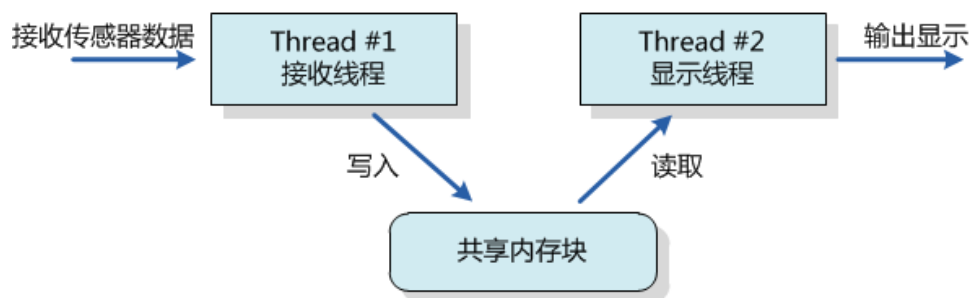 接收传感器数据
Thread #1
接收线程
Thread #2
显示线程
输出显示
写入
读取
共享内存块